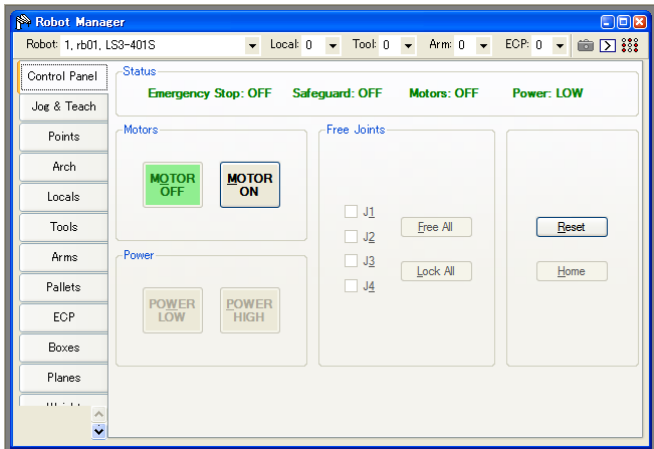 Robot Manager
Robot: 1, rb01, LS3-401S Local: 0 Tool: 0 Arm: 0 ECP: 0
Control Panel
Jog & Teach
Points
Arch
Locals
Tools
Arms
Pallets
ECP
Boxes
Planes
Status
Emergency Stop: OFF Safeguard: OFF Motors: OFF Power: LOW
Motors
MOTOR OFF
MOTOR ON
Power
POWER LOW
POWER HIGH
Free Joints
J1
J2
J3
J4
Free All
Lock All
Reset
Home